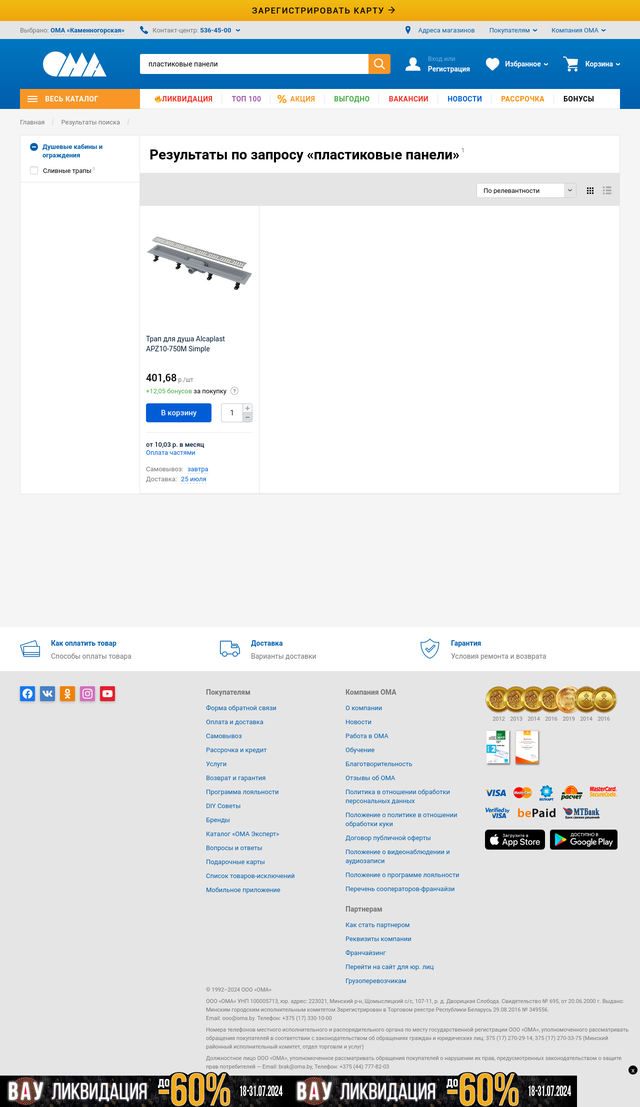 ЗАРЕГИСТРИРОВАТЬ КАРТУ →
Выбрано: ОМА «Каменногорская»
Контакт-центр: 536-45-00
Адреса магазинов
Покупателям
Компания ОМА
ОМА
пластиковые панели
Вход или
Регистрация
Избранное
Корзина
ВЕСЬ КАТАЛОГ
ЛИКВИДАЦИЯ
ТОП 100
% АКЦИЯ
ВЫГОДНО
ВАКАНСИИ
НОВОСТИ
РАССРОЧКА
БОНУСЫ
Главная / Результаты поиска /
Душевые кабины и
ограждения
Сливные трапы 1
Результаты по запросу «пластиковые панели» 1
По релевантности
Трап для душа Alcaplast
APZ10-750M Simple
401,68 р./шт
+12,05 бонусов за покупку ?
В корзину
1
от 10,03 р. в месяц
Оплата частями
Самовывоз: завтра
Доставка: 25 июля
Как оплатить товар
Способы оплаты товара
Доставка
Варианты доставки
Гарантия
Условия ремонта и возврата
Покупателям
Форма обратной связи
Оплата и доставка
Самовывоз
Рассрочка и кредит
Услуги
Возврат и гарантия
Программа лояльности
DIY Советы
Бренды
Каталог «ОМА Эксперт»
Вопросы и ответы
Подарочные карты
Список товаров-исключений
Мобильное приложение
Компания ОМА
О компании
Новости
Работа в ОМА
Обучение
Благотворительность
Отзывы об ОМА
Политика в отношении обработки
персональных данных
Положение о политике в отношении
обработки куки
Договор публичной оферты
Положение о видеонаблюдении и
аудиозаписи
Положение о программе лояльности
Перечень сооператоров-франчайзи
Партнерам
Как стать партнером
Реквизиты компании
Франчайзинг
Перейти на сайт для юр. лиц
Грузоперевозчикам
2012 2013 2014 2016 2019 2014 2016
VISA
MasterCard
БЕЛКАРТ
расчет
MasterCard.
SecureCode.
Verified by
VISA
bePaid
МТБанк
Загрузите в
App Store
ДОСТУПНО В
Google Play
© 1992–2024 ООО «ОМА»
ООО «ОМА» УНП 100005713, юр. адрес: 223021, Минский р-н, Щомыслицкий с/с, 107-11, р. д. Дворицкая Слобода. Свидетельство № 695, от 20.06.2000 г. Выдано
Минским городским исполнительным комитетом Зарегистрирован в Торговом реестре Республики Беларусь 29.08.2016 № 349556.
Email: ooo@oma.by. Телефон: +375 (17) 330-10-00
Номера телефонов местного исполнительного и распорядительного органа по месту государственной регистрации ООО «ОМА», уполномоченного рассматривать
обращения покупателей в соответствии с законодательством об обращениях граждан и юридических лиц: 375 (17) 270-29-14; 375 (17) 270-33-75 (Минский
районный исполнительный комитет, отдел торговли и услуг)
Должностное лицо ООО «ОМА», уполномоченное рассматривать обращения покупателей о нарушении их прав, предусмотренных законодательством о защите
прав потребителей — Email: brak@oma.by, Телефон: +375 (44) 777-82-03
x
ВАУ ЛИКВИДАЦИЯ до -60% 18-31.07.2024
ВАУ ЛИКВИДАЦИЯ до -60% 18-31.07.2024